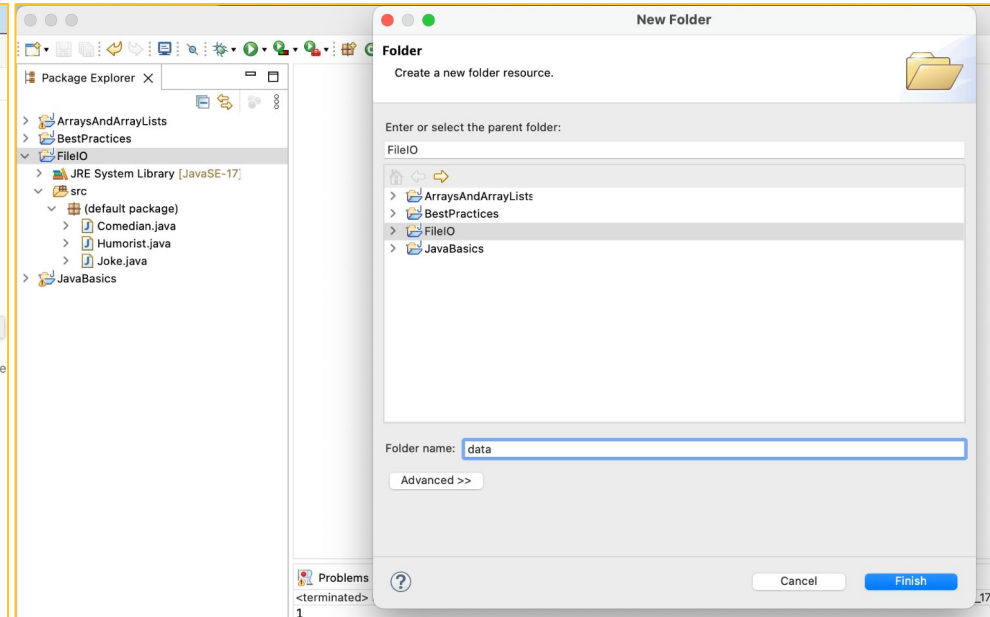 New Folder
Folder
Create a new folder resource.
Package Explorer
ArraysAndArrayLists
BestPractices
FileIO
JRE System Library [JavaSE-17]
src
(default package)
Comedian.java
Humorist.java
Joke.java
JavaBasics
Enter or select the parent folder:
FileIO
ArraysAndArrayLists
BestPractices
FileIO
JavaBasics
Folder name: data
Advanced >>
Cancel
Finish
Problems
<terminated>
_17
1
e